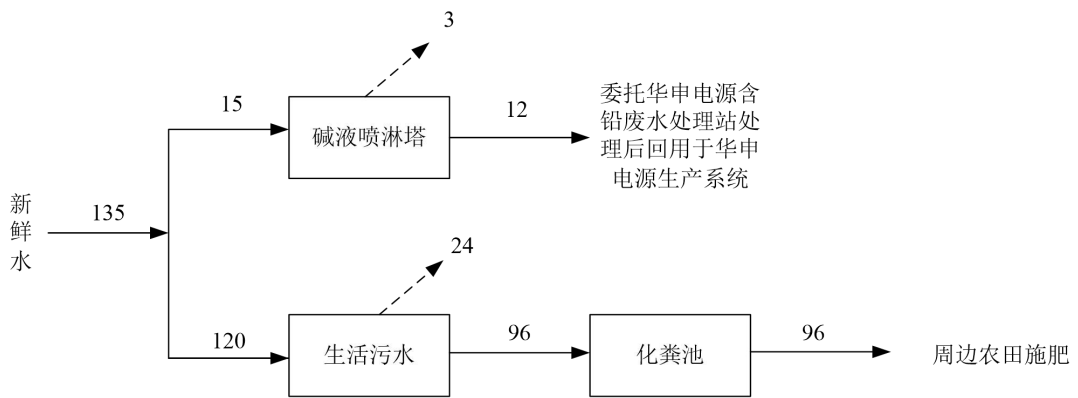 3
15
碱液喷淋塔
12
委托华申电源含
铅废水处理站处
理后回用于华申
电源生产系统
新
鲜
水
135
24
120
生活污水
96
化粪池
96
周边农田施肥